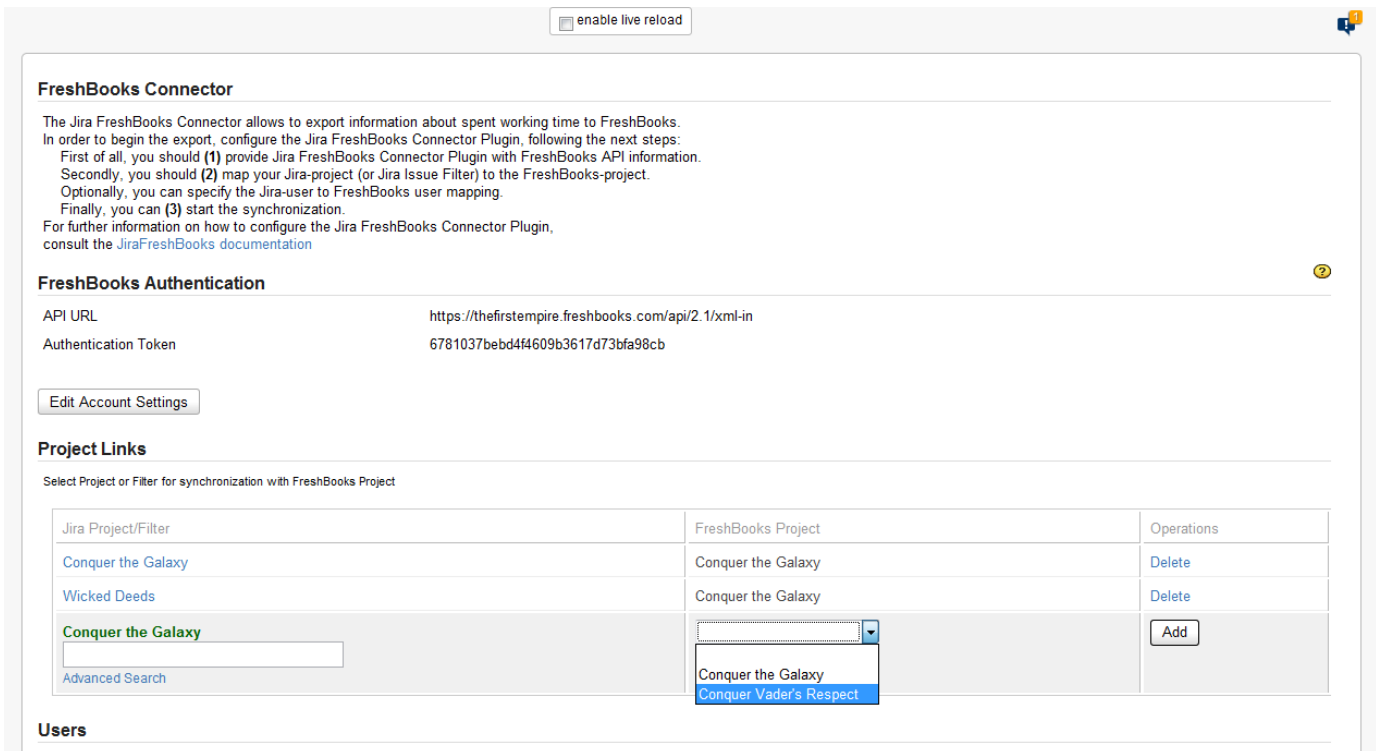 enable live reload
1
FreshBooks Connector
The Jira FreshBooks Connector allows to export information about spent working time to FreshBooks.
In order to begin the export, configure the Jira FreshBooks Connector Plugin, following the next steps:
First of all, you should (1) provide Jira FreshBooks Connector Plugin with FreshBooks API information.
Secondly, you should (2) map your Jira-project (or Jira Issue Filter) to the FreshBooks-project.
Optionally, you can specify the Jira-user to FreshBooks user mapping.
Finally, you can (3) start the synchronization.
For further information on how to configure the Jira FreshBooks Connector Plugin,
consult the JiraFreshBooks documentation
?
FreshBooks Authentication
API URL https://thefirstempire.freshbooks.com/api/2.1/xml-in
Authentication Token 6781037bebd4f4609b3617d73bfa98cb
Edit Account Settings
Project Links
Select Project or Filter for synchronization with FreshBooks Project
Jira Project/Filter FreshBooks Project Operations
Conquer the Galaxy Conquer the Galaxy Delete
Wicked Deeds Conquer the Galaxy Delete
Conquer the Galaxy Add
Conquer the Galaxy
Advanced Search
Conquer Vader's Respect
Users